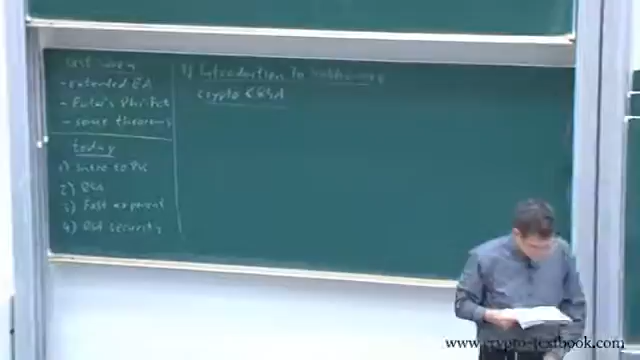 last week
- extended EA
- Euler's Phi Fct
- some theorems
today
1) Intro to PK
2) RSA
3) Fast exponent
4) RSA security
1) Introduction to
crypto & RSA
www.crypto-textbook.com